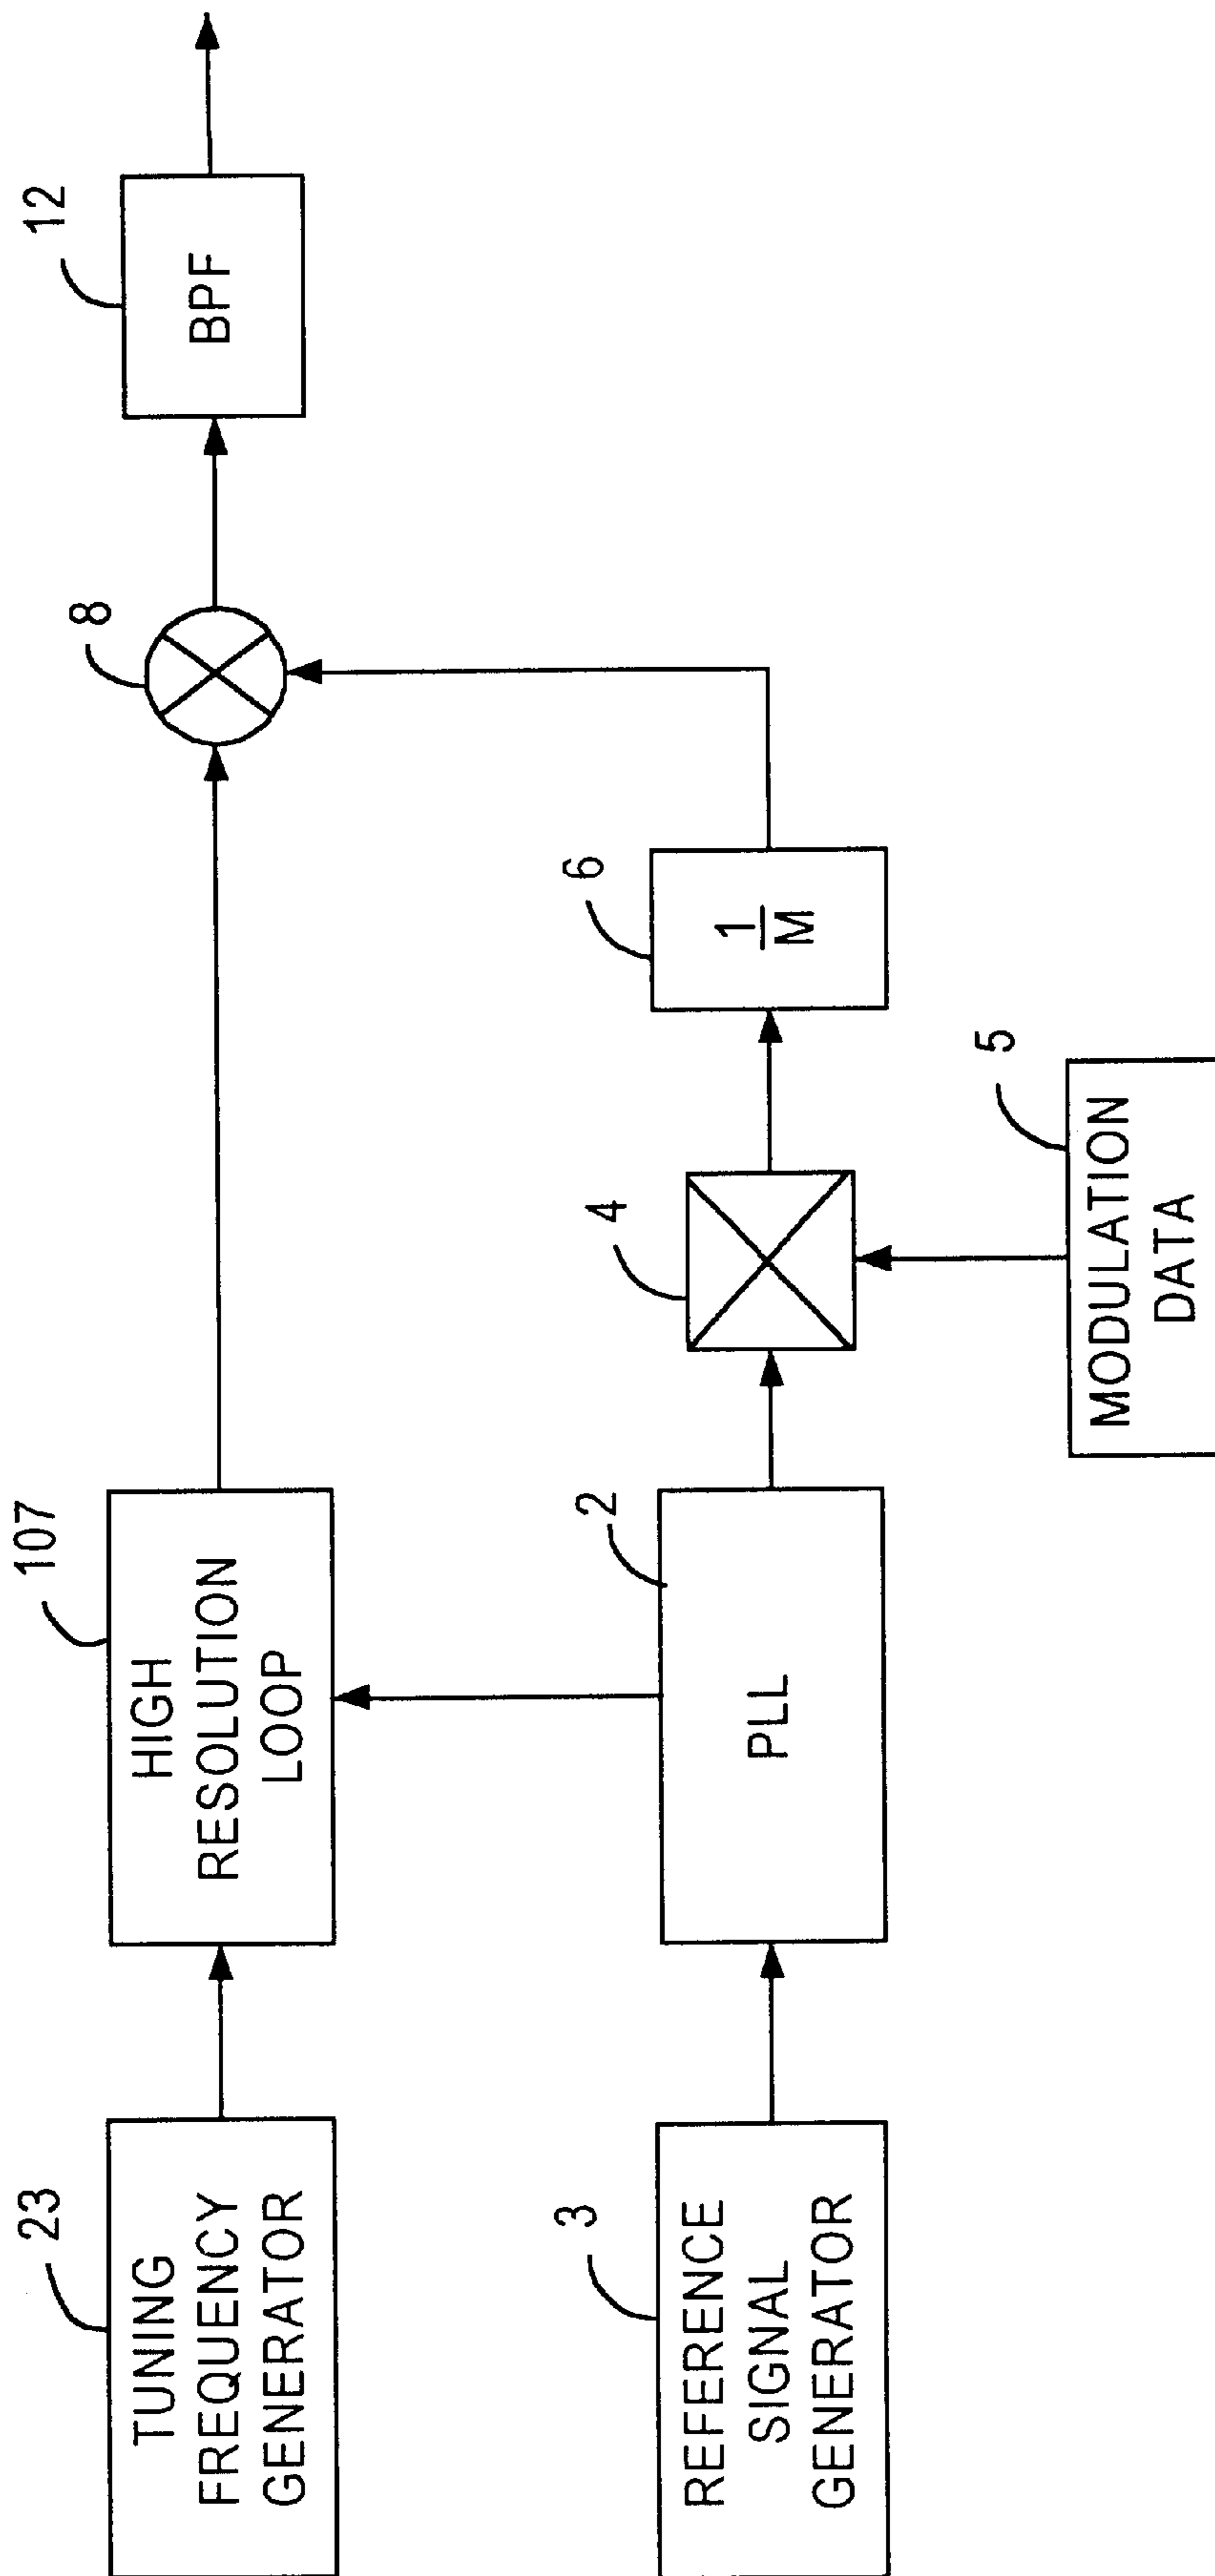 23
TUNING
FREQUENCY
GENERATOR
107
HIGH
RESOLUTION
LOOP
8
12
BPF
3
REFERENCE
SIGNAL
GENERATOR
2
PLL
4
6
1
M
5
MODULATION
DATA